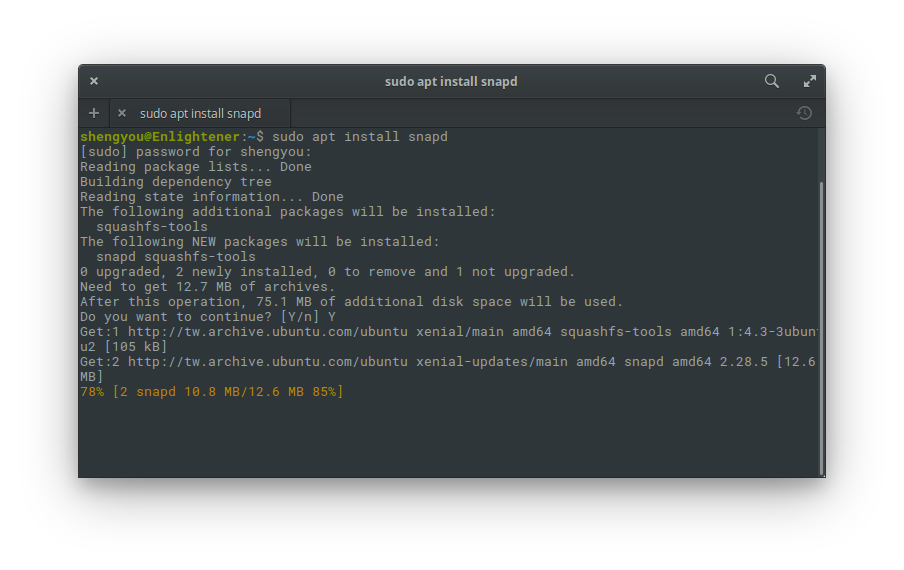 sudo apt install snapd
sudo apt install snapd
shengyou@Enlightener:~$ sudo apt install snapd
[sudo] password for shengyou:
Reading package lists... Done
Building dependency tree
Reading state information... Done
The following additional packages will be installed:
  squashfs-tools
The following NEW packages will be installed:
  snapd squashfs-tools
0 upgraded, 2 newly installed, 0 to remove and 1 not upgraded.
Need to get 12.7 MB of archives.
After this operation, 75.1 MB of additional disk space will be used.
Do you want to continue? [Y/n] Y
Get:1 http://tw.archive.ubuntu.com/ubuntu xenial/main amd64 squashfs-tools amd64 1:4.3-3ubunt
u2 [105 kB]
Get:2 http://tw.archive.ubuntu.com/ubuntu xenial-updates/main amd64 snapd amd64 2.28.5 [12.6
MB]
78% [2 snapd 10.8 MB/12.6 MB 85%]